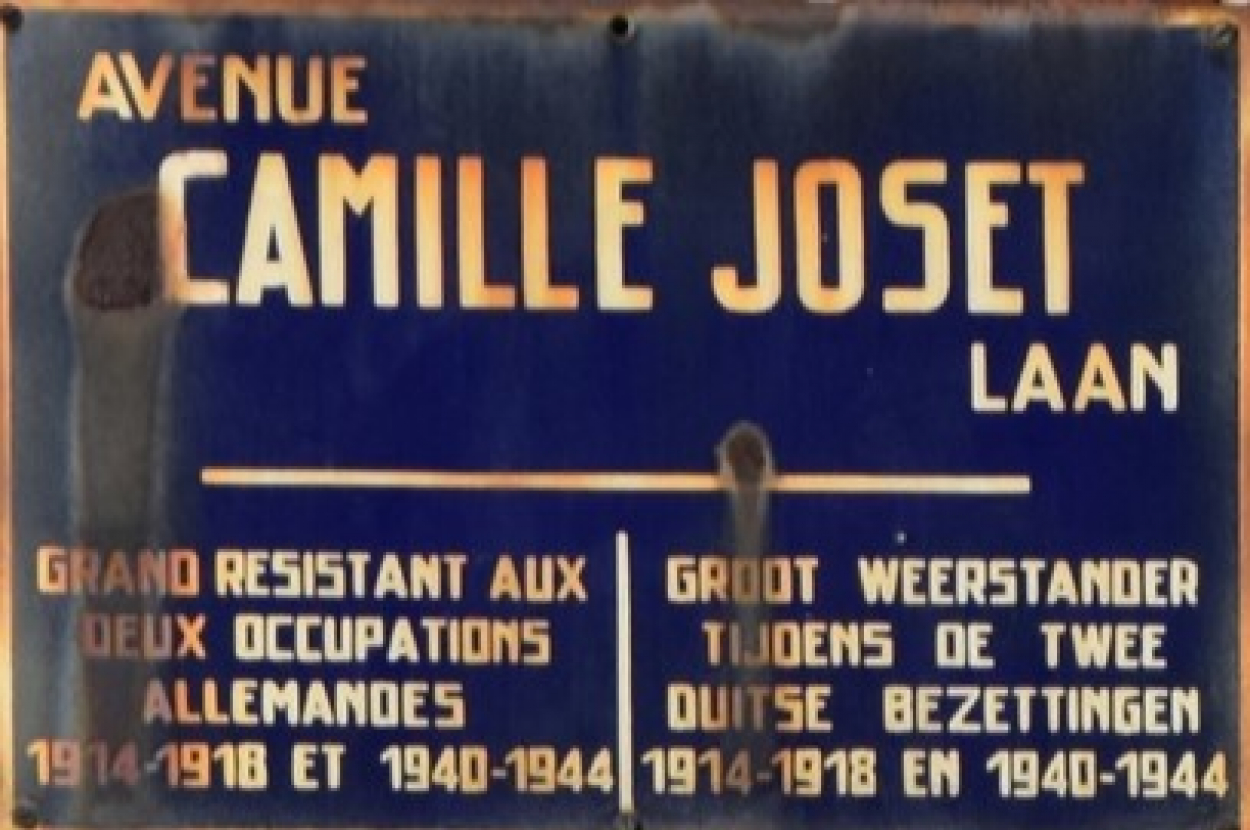 AVENUE
CAMILLE JOSET
LAAN
GRAND RESISTANT AUX
DEUX OCCUPATIONS
ALLEMANDES
1914-1918 ET 1940-1944
GROOT WEERSTANDER
TIJDENS DE TWEE
DUITSE BEZETTINGEN
1914-1918 EN 1940-1944